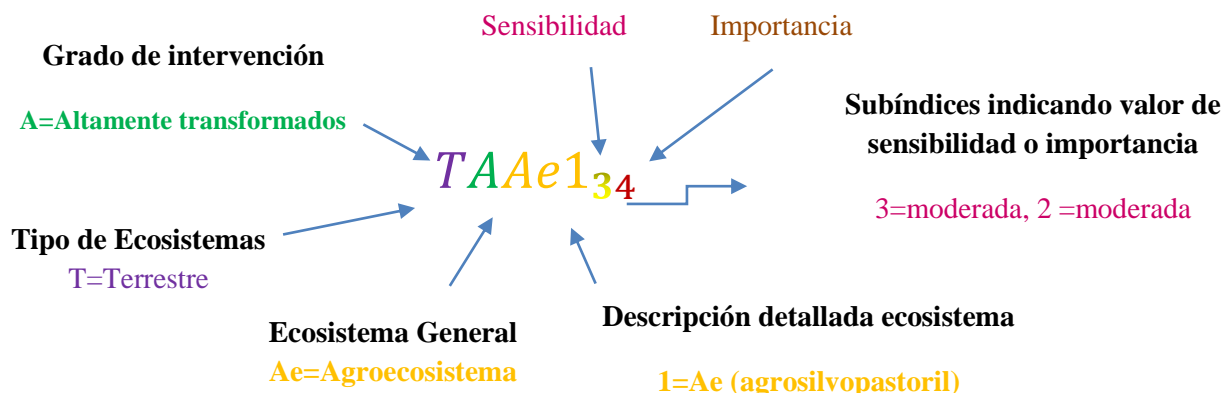 Sensibilidad
Importancia
Grado de intervención
A=Altamente transformados
Subíndices indicando valor de
sensibilidad o importancia
TAAe134
3=moderada, 2 =moderada
Tipo de Ecosistemas
T=Terrestre
Ecosistema General
Ae=Agroecosistema
Descripción detallada ecosistema
1=Ae (agrosilvopastoril)